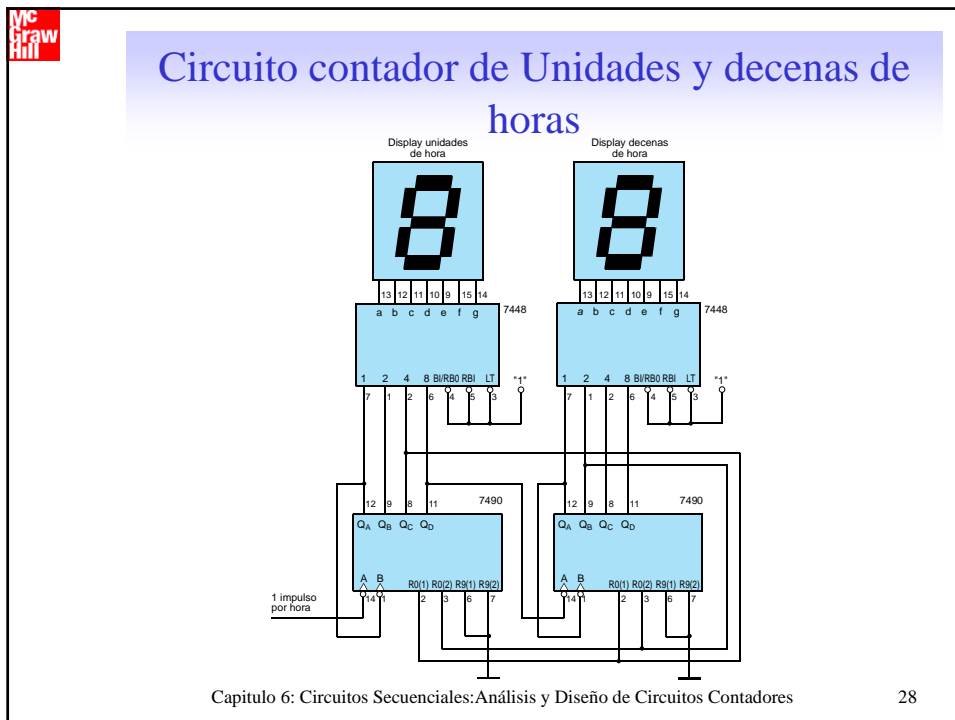 Mc
Graw
Hill
Circuito contador de Unidades y decenas de
horas
Display unidades
de hora
Display decenas
de hora
13 12 11 10 9 15 14
13 12 11 10 9 15 14
a b c d e f g
7448
a b c d e f g
7448
1 2 4 8 BI/RB0 RBI LT
"1"
1 2 4 8 BI/RB0 RBI LT
"1"
7 1 2 6 4 5 3
7 1 2 6 4 5 3
12 9 8 11
7490
12 9 8 11
7490
QA QB QC QD
QA QB QC QD
A B
R0(1) R0(2) R9(1) R9(2)
A B
R0(1) R0(2) R9(1) R9(2)
14 1 2 3 6 7
14 1 2 3 6 7
1 impulso
por hora
Capitulo 6: Circuitos Secuenciales:Análisis y Diseño de Circuitos Contadores
28